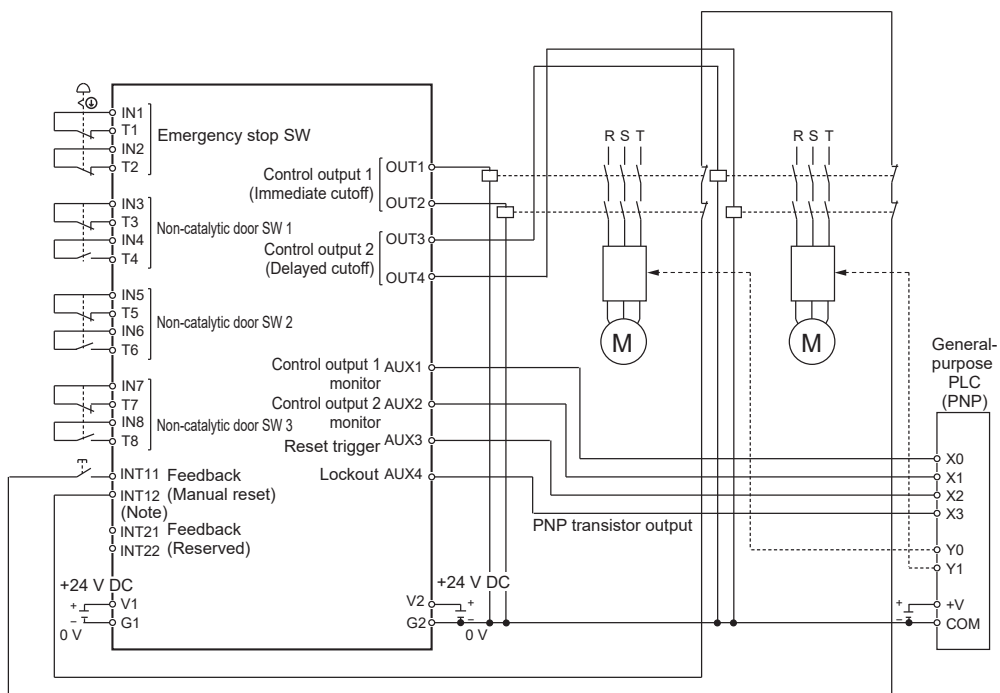 IN1
T1
IN2
T2
Emergency stop SW
IN3
T3
IN4
T4
Non-catalytic door SW 1
IN5
T5
IN6
T6
Non-catalytic door SW 2
IN7
T7
IN8
T8
Non-catalytic door SW 3
INT11 Feedback
INT12 (Manual reset)
(Note)
INT21 Feedback
INT22 (Reserved)
+24 V DC
+
V1
−
G1
0 V
Control output 1
(Immediate cutoff)
OUT1
OUT2
Control output 2
(Delayed cutoff)
OUT3
OUT4
Control output 1
monitor
AUX1
Control output 2
monitor
AUX2
Reset trigger AUX3
Lockout AUX4
PNP transistor output
+24 V DC
V2
+
G2
−
0 V
R S T
M
R S T
M
General-
purpose
PLC
(PNP)
X0
X1
X2
X3
Y0
Y1
+
+V
−
COM